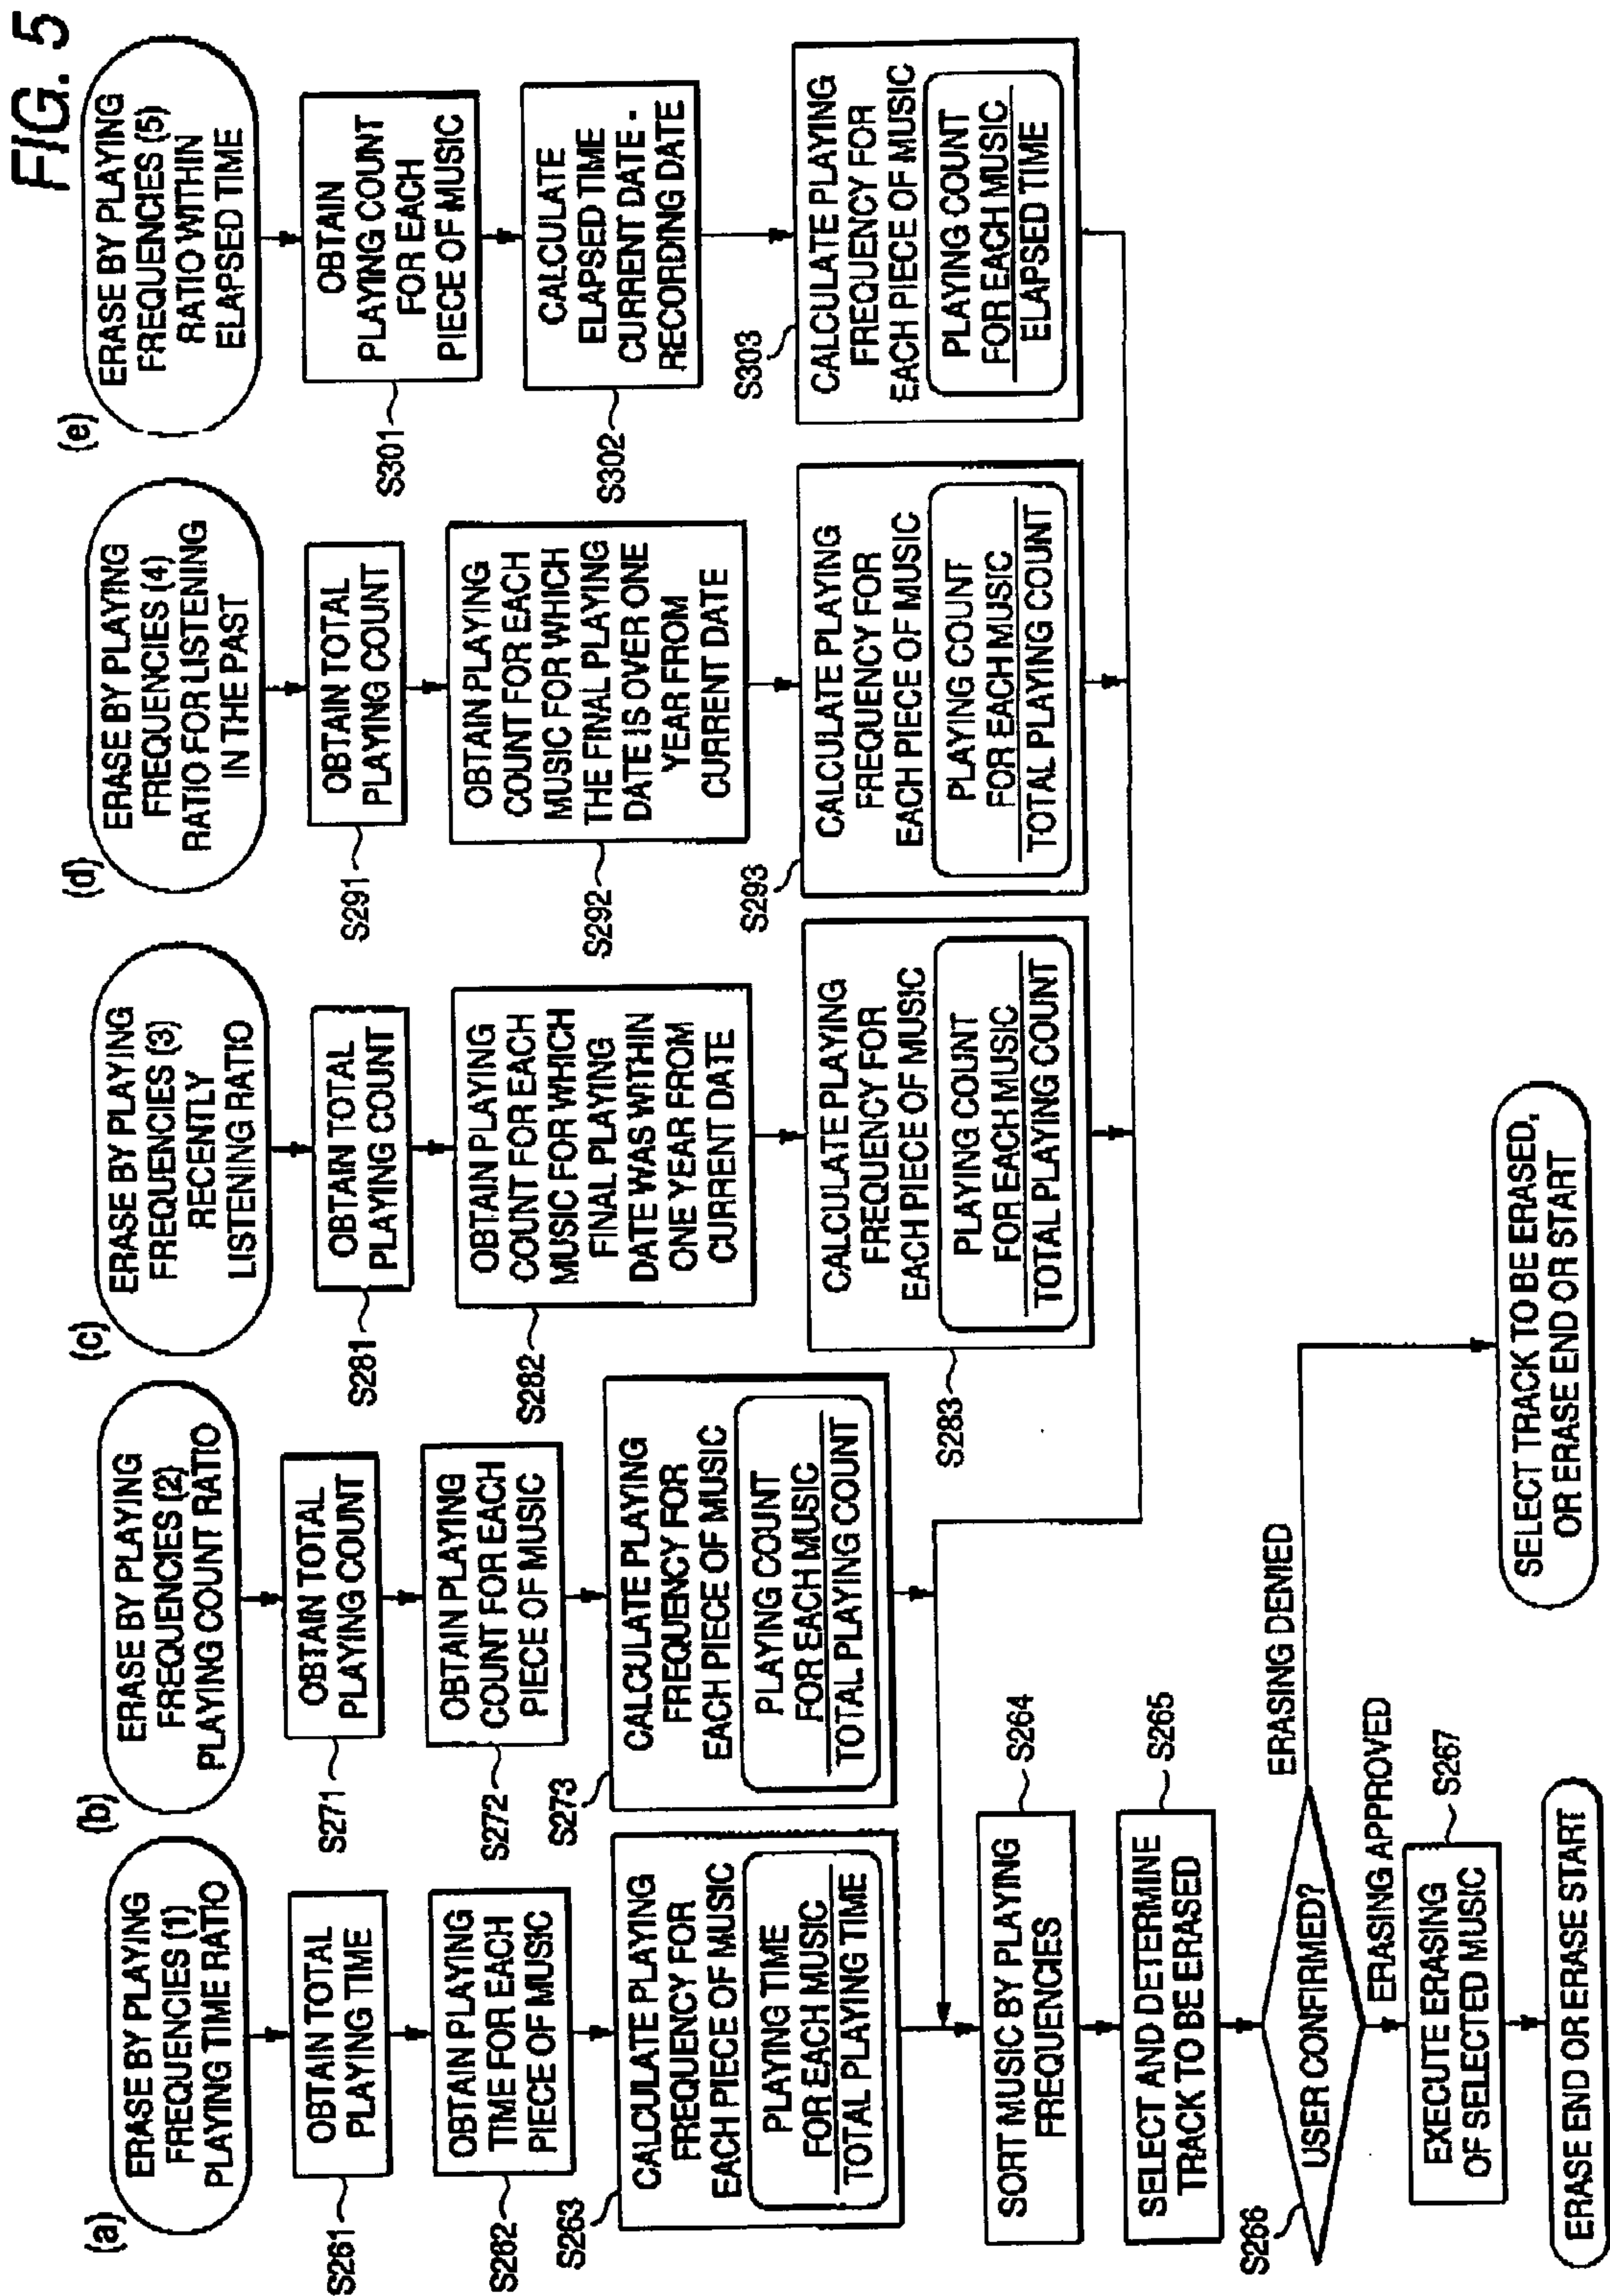 FIG. 5
(a)
ERASE BY PLAYING
FREQUENCIES (1)
PLAYING TIME RATIO
OBTAIN TOTAL
PLAYING TIME
S261
OBTAIN PLAYING
TIME FOR EACH
PIECE OF MUSIC
S262
CALCULATE PLAYING
FREQUENCY FOR
EACH PIECE OF MUSIC
PLAYING TIME
FOR EACH MUSIC
TOTAL PLAYING TIME
S263
SORT MUSIC BY PLAYING
FREQUENCIES
S264
SELECT AND DETERMINE
TRACK TO BE ERASED
S265
USER CONFIRMED?
S266
ERASING DENIED
ERASING APPROVED
EXECUTE ERASING
OF SELECTED MUSIC
S267
ERASE END OR ERASE START
SELECT TRACK TO BE ERASED,
OR ERASE END OR START
(b)
ERASE BY PLAYING
FREQUENCIES (2)
PLAYING COUNT RATIO
OBTAIN TOTAL
PLAYING COUNT
S271
OBTAIN PLAYING
COUNT FOR EACH
PIECE OF MUSIC
S272
CALCULATE PLAYING
FREQUENCY FOR
EACH PIECE OF MUSIC
PLAYING COUNT
FOR EACH MUSIC
TOTAL PLAYING COUNT
S273
(c)
ERASE BY PLAYING
FREQUENCIES (3)
RECENTLY
LISTENING RATIO
OBTAIN TOTAL
PLAYING COUNT
S281
OBTAIN PLAYING
COUNT FOR EACH
MUSIC FOR WHICH
FINAL PLAYING
DATE WAS WITHIN
ONE YEAR FROM
CURRENT DATE
S282
CALCULATE PLAYING
FREQUENCY FOR
EACH PIECE OF MUSIC
PLAYING COUNT
FOR EACH MUSIC
TOTAL PLAYING COUNT
S283
(d)
ERASE BY PLAYING
FREQUENCIES (4)
RATIO FOR LISTENING
IN THE PAST
OBTAIN TOTAL
PLAYING COUNT
S291
OBTAIN PLAYING
COUNT FOR EACH
MUSIC FOR WHICH
THE FINAL PLAYING
DATE IS OVER ONE
YEAR FROM
CURRENT DATE
S292
CALCULATE PLAYING
FREQUENCY FOR
EACH PIECE OF MUSIC
PLAYING COUNT
FOR EACH MUSIC
TOTAL PLAYING COUNT
S293
(e)
ERASE BY PLAYING
FREQUENCIES (5)
RATIO WITHIN
ELAPSED TIME
OBTAIN
PLAYING COUNT
FOR EACH
PIECE OF MUSIC
S301
CALCULATE
ELAPSED TIME
CURRENT DATE -
RECORDING DATE
S302
CALCULATE PLAYING
FREQUENCY FOR
EACH PIECE OF MUSIC
PLAYING COUNT
FOR EACH MUSIC
ELAPSED TIME
S303